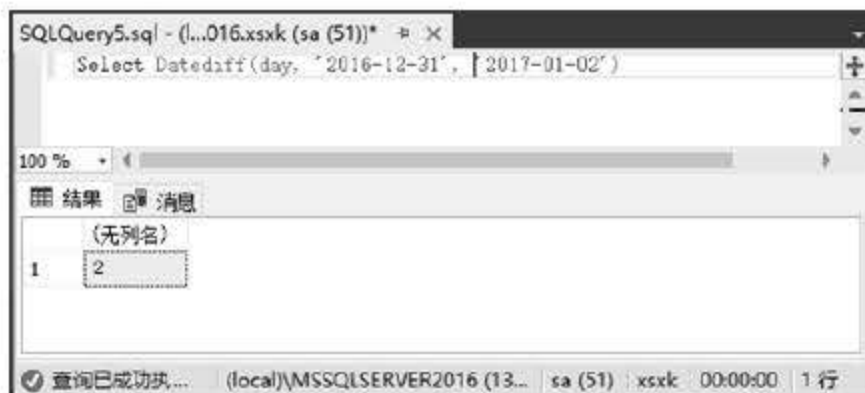 SQLQuery5.sql - (l...016.xsxk (sa (51))* ×
Select Datediff(day, '2016-12-31', '2017-01-02')
100 %
结果 消息
(无列名)
1 2
查询已成功执... (local)\MSSQLSERVER2016 (13... sa (51) xsxk 00:00:00 1 行